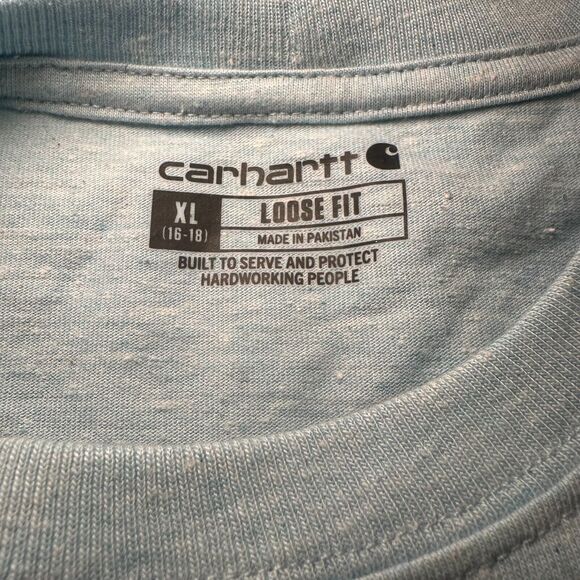 carhartt
XL
(16-18)
LOOSE FIT
MADE IN PAKISTAN
BUILT TO SERVE AND PROTECT
HARDWORKING PEOPLE